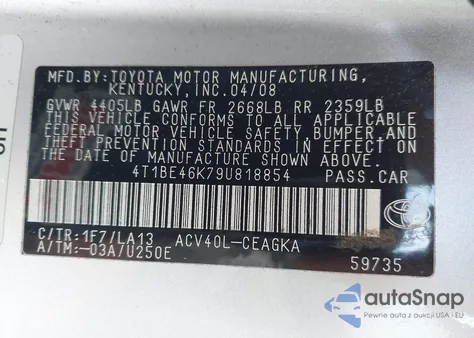 MFD.BY:TOYOTA MOTOR MANUFACTURING,
KENTUCKY, INC.04/08
GVWR 4405LB GAWR FR 2668LB RR 2359LB
THIS VEHICLE CONFORMS TO ALL APPLICABLE
FEDERAL MOTOR VEHICLE SAFETY, BUMPER, AND
THEFT PREVENTION STANDARDS IN EFFECT ON
THE DATE OF MANUFACTURE SHOWN ABOVE.
4T1BE46K79U818854 PASS.CAR
C/TR:1F7/LA13 ACV40L-CEAGKA
A/TM:-03A/U250E
59735
autoSnap
Pewne auta z USA i EU